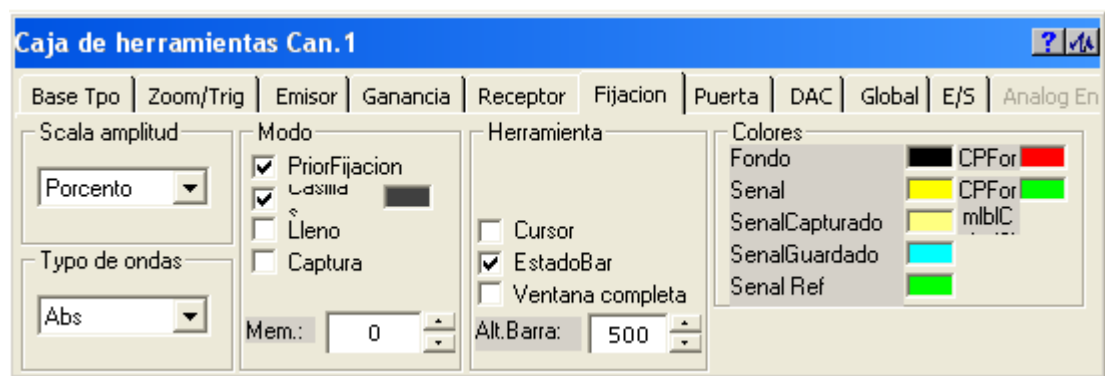 Caja de herramientas Can.1
?
Base Tpo Zoom/Trig Emisor Ganancia Receptor Fijacion Puerta DAC Global E/S Analog En
Scala amplitud
Porcento
Typo de ondas
Abs
Modo
PriorFijacion
Casilla
Lleno
Captura
Mem.: 0
Herramienta
Cursor
EstadoBar
Ventana completa
Alt.Barra: 500
Colores
Fondo CPFor
Senal CPFor
SenalCapturado mlblC
SenalGuardado
Senal Ref